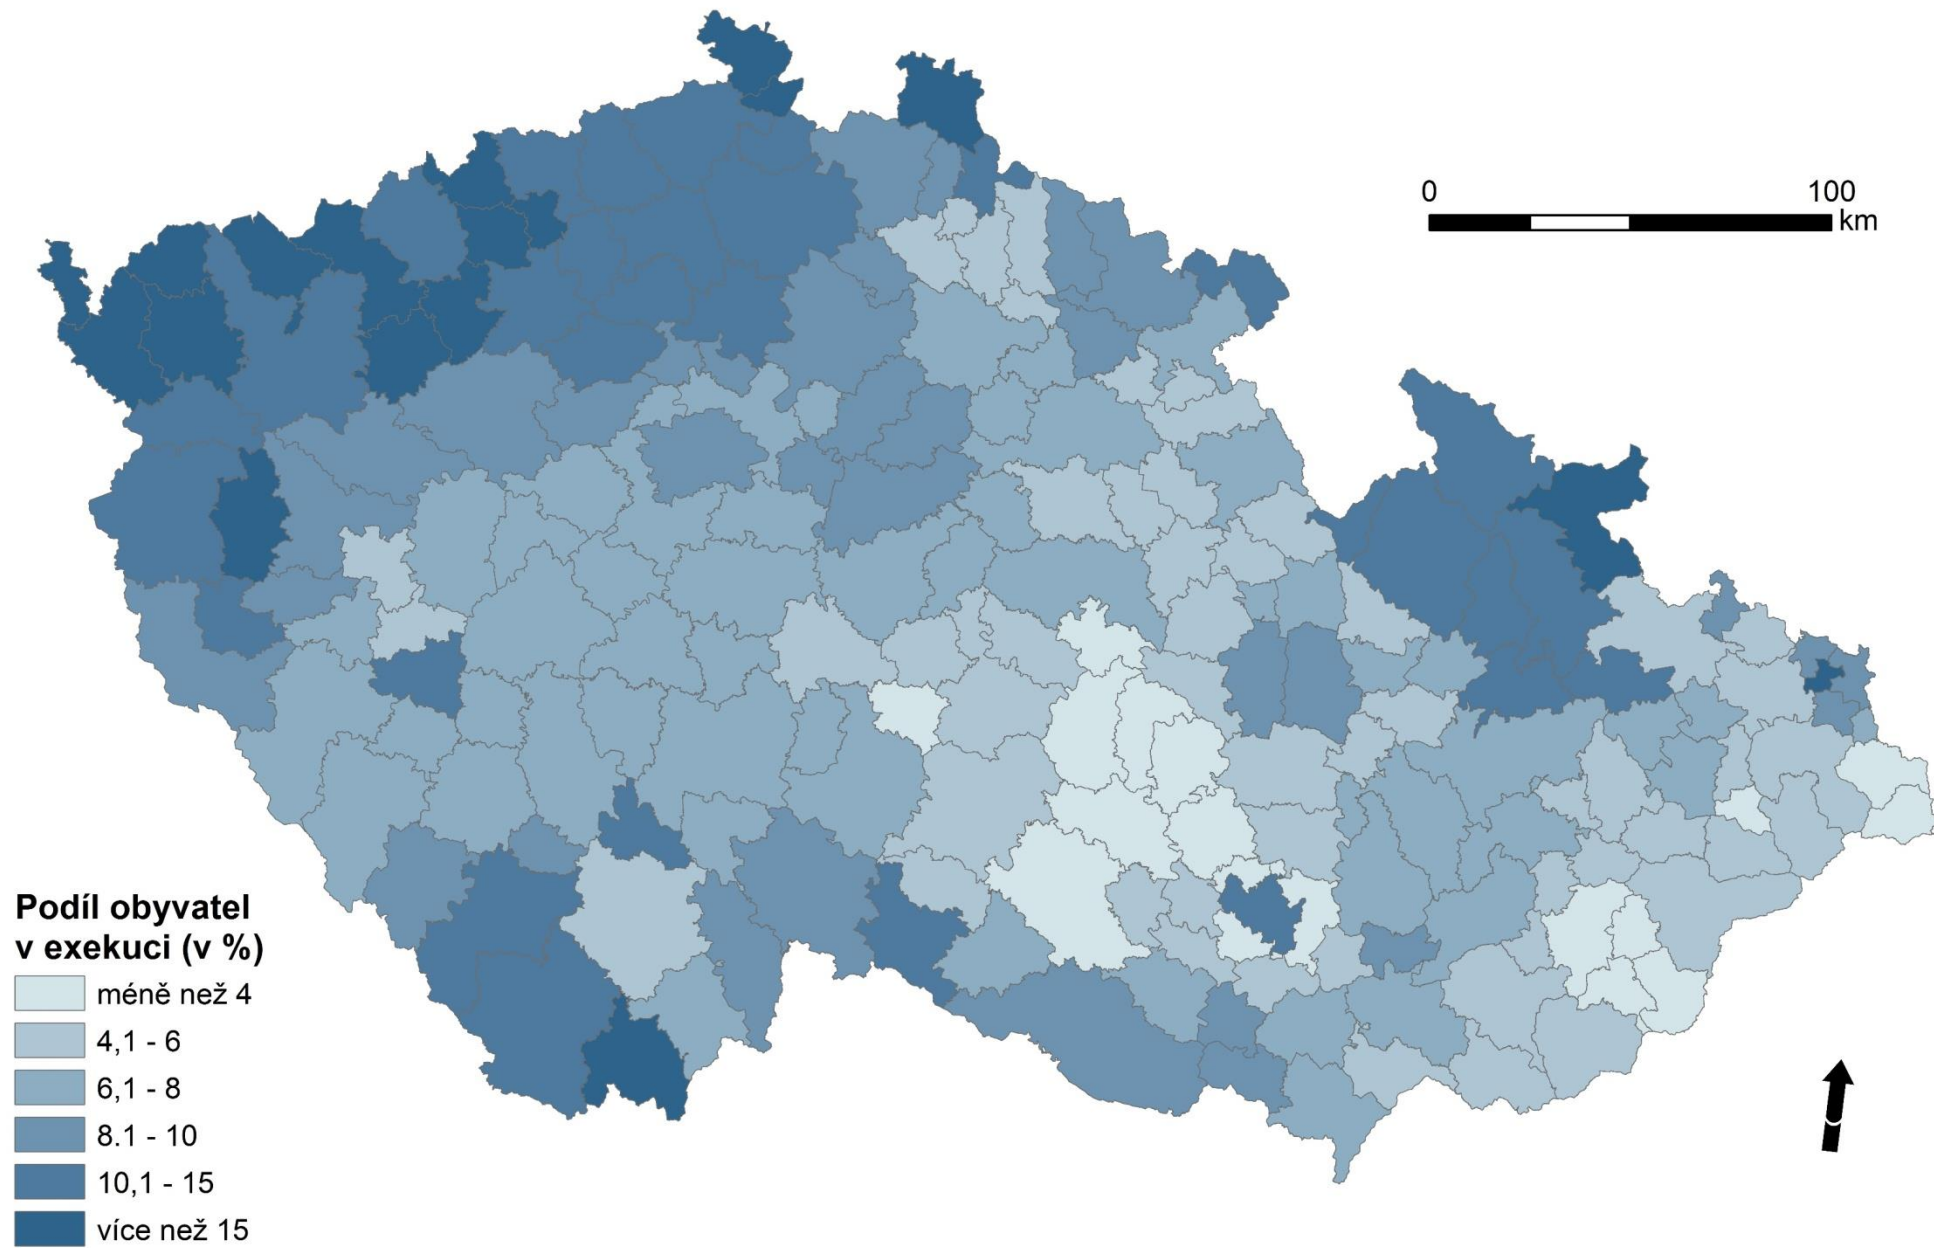 0 100
km
Podíl obyvatel
v exekuci (v %)
méně než 4
4,1 - 6
6,1 - 8
8.1 - 10
10,1 - 15
více než 15